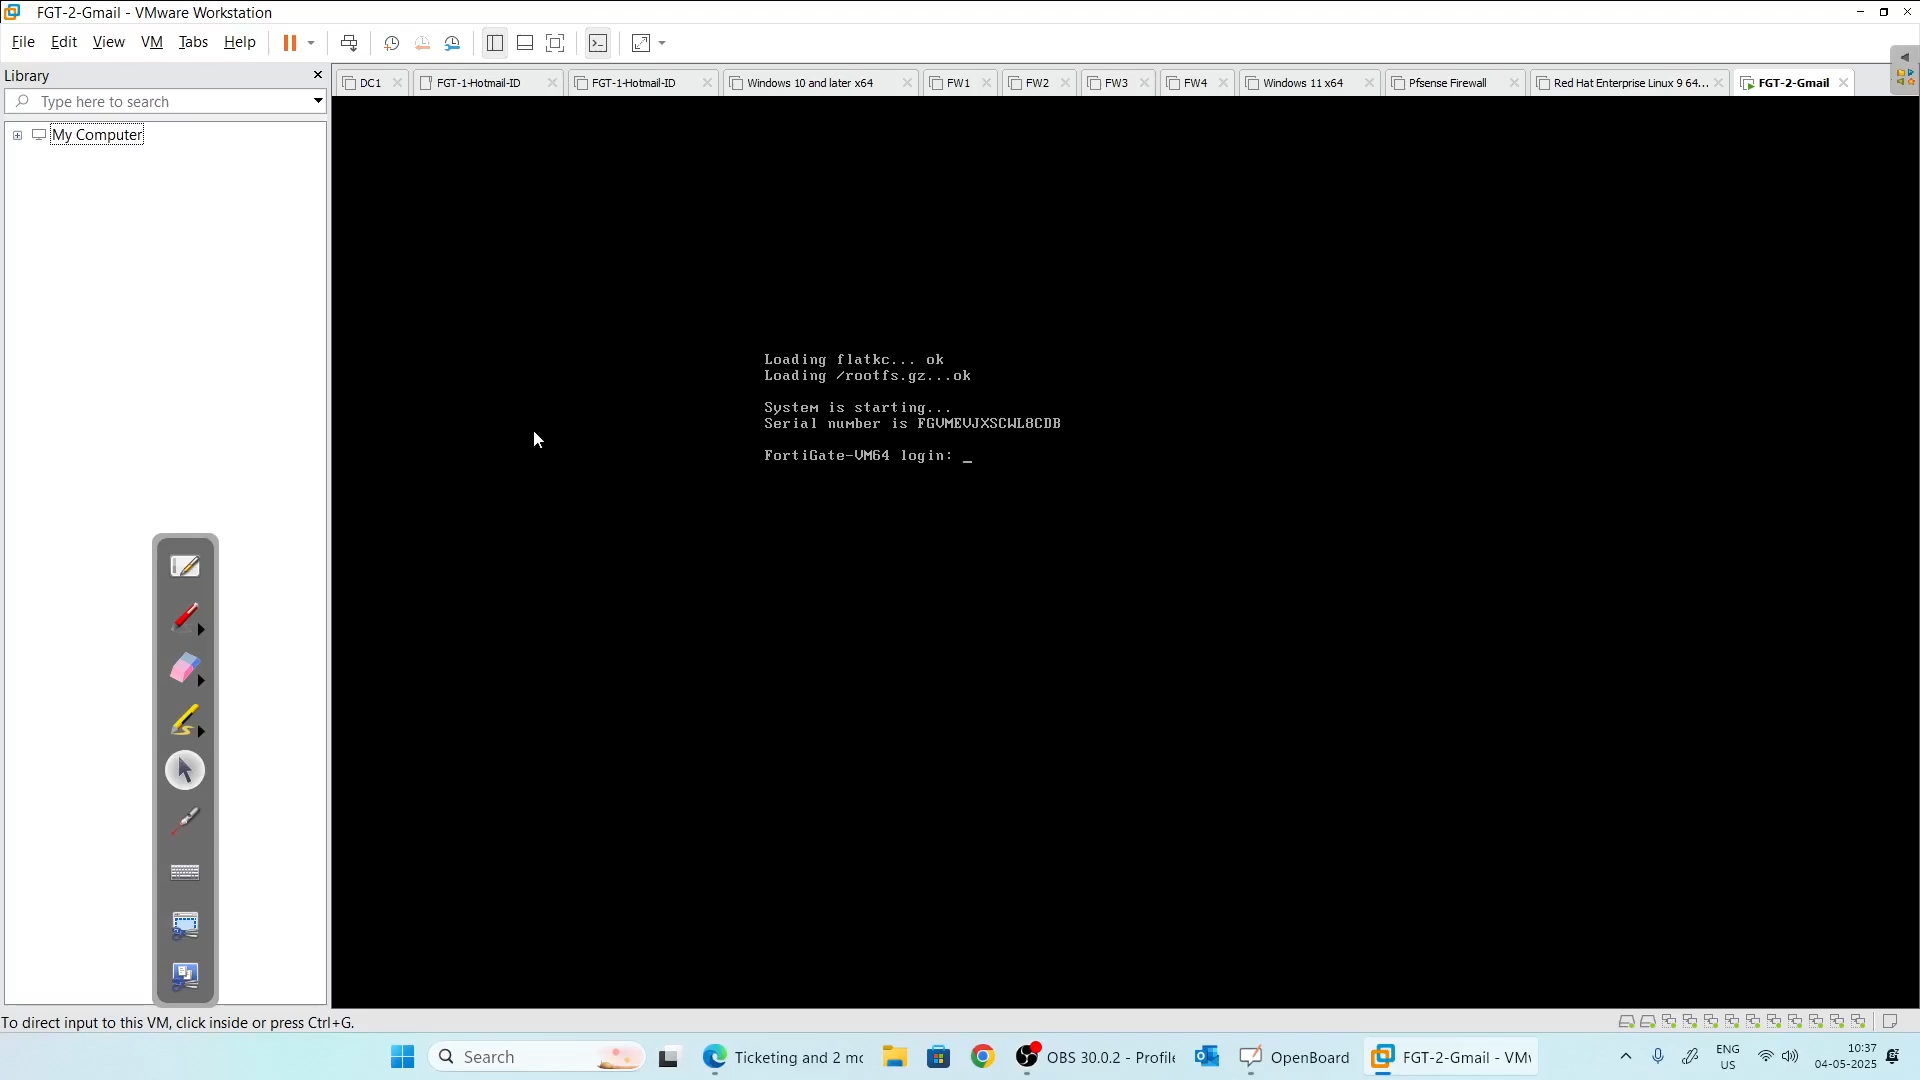 FGT-2-Gmail - VMware Workstation
File Edit View VM Tabs Help
Library
Type here to search
DC1
FGT-1-Hotmail-ID
FGT-1-Hotmail-ID
Windows 10 and later x64
FW1
FW2
FW3
FW4
Windows 11 x64
Pfsense Firewall
Red Hat Enterprise Linux 9 64...
FGT-2-Gmail
My Computer
Loading flatkc... ok
Loading /rootfs.gz...ok
System is starting...
Serial number is FGVMEVJXSCWL8CDB
FortiGate-VM64 login: _
To direct input to this VM, click inside or press Ctrl+G.
Search
Ticketing and 2 mo
OBS 30.0.2 - Profile
OpenBoard
FGT-2-Gmail - VMw
ENG
US
10:37
04-05-2025